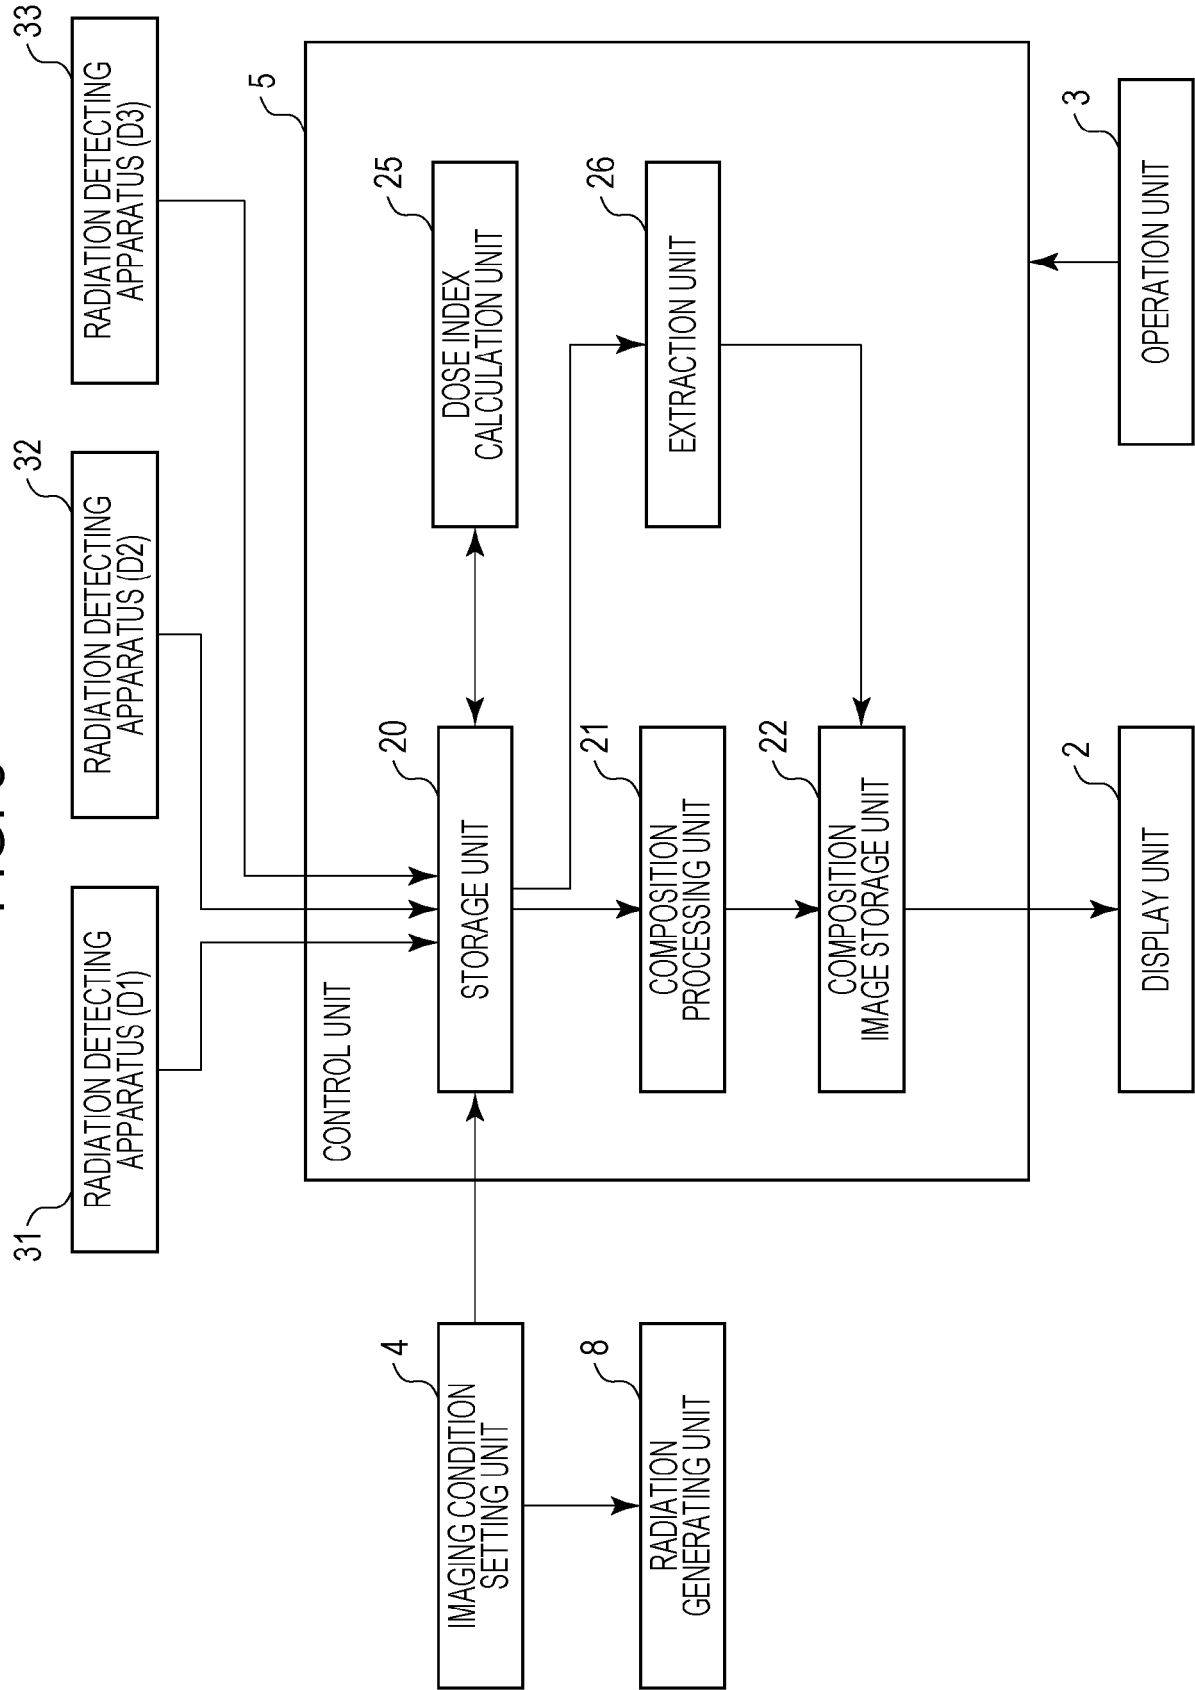 31
RADIATION DETECTING
APPARATUS (D1)
32
RADIATION DETECTING
APPARATUS (D2)
33
RADIATION DETECTING
APPARATUS (D3)
5
CONTROL UNIT
4
IMAGING CONDITION
SETTING UNIT
20
STORAGE UNIT
25
DOSE INDEX
CALCULATION UNIT
8
RADIATION
GENERATING UNIT
21
COMPOSITION
PROCESSING UNIT
26
EXTRACTION UNIT
22
COMPOSITION
IMAGE STORAGE UNIT
2
DISPLAY UNIT
3
OPERATION UNIT